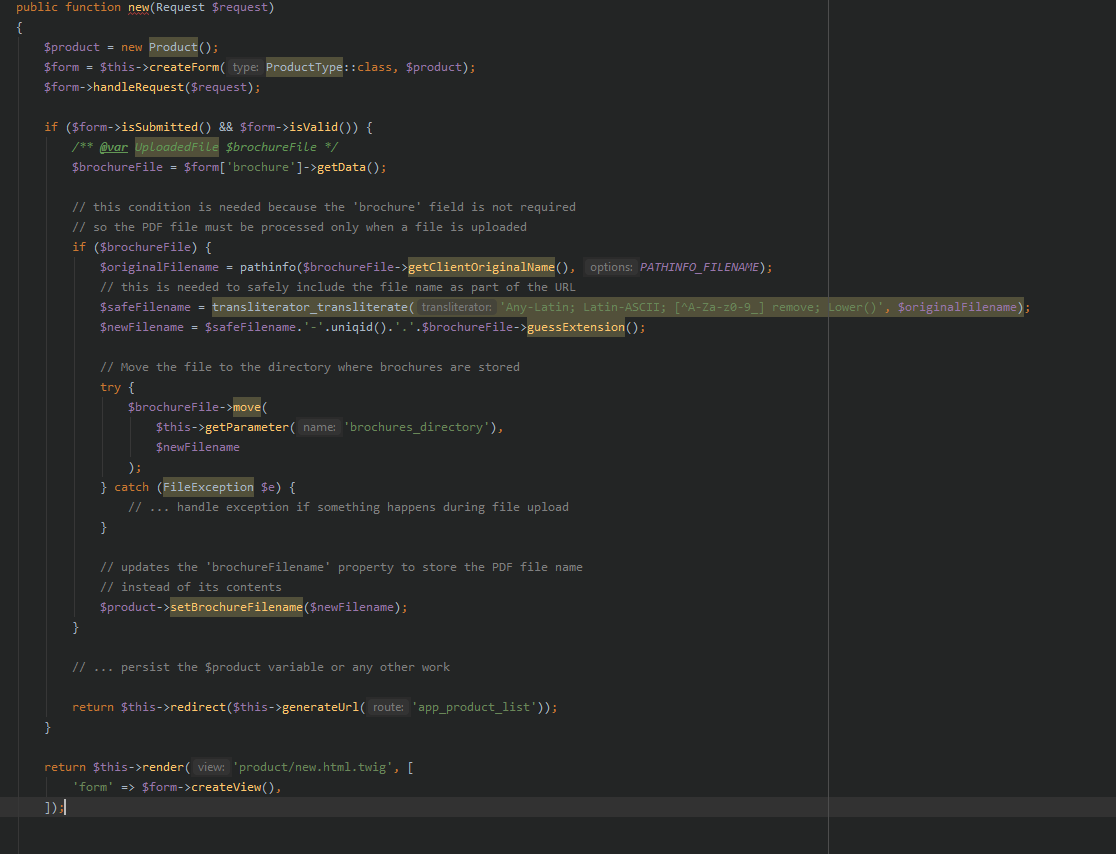 public function new(Request $request)
{
    $product = new Product();
    $form = $this->createForm( type: ProductType::class, $product);
    $form->handleRequest($request);

    if ($form->isSubmitted() && $form->isValid()) {
        /** @var UploadedFile $brochureFile */
        $brochureFile = $form['brochure']->getData();

        // this condition is needed because the 'brochure' field is not required
        // so the PDF file must be processed only when a file is uploaded
        if ($brochureFile) {
            $originalFilename = pathinfo($brochureFile->getClientOriginalName(), options: PATHINFO_FILENAME);
            // this is needed to safely include the file name as part of the URL
            $safeFilename = transliterator_transliterate( transliterator: 'Any-Latin; Latin-ASCII; [^A-Za-z0-9_] remove; Lower()', $originalFilename);
            $newFilename = $safeFilename.'-'.uniqid().'.'.$brochureFile->guessExtension();

            // Move the file to the directory where brochures are stored
            try {
                $brochureFile->move(
                    $this->getParameter( name: 'brochures_directory'),
                    $newFilename
                );
            } catch (FileException $e) {
                // ... handle exception if something happens during file upload
            }

            // updates the 'brochureFilename' property to store the PDF file name
            // instead of its contents
            $product->setBrochureFilename($newFilename);
        }

        // ... persist the $product variable or any other work

        return $this->redirect($this->generateUrl( route: 'app_product_list'));
    }

    return $this->render( view: 'product/new.html.twig', [
        'form' => $form->createView(),
    ]);